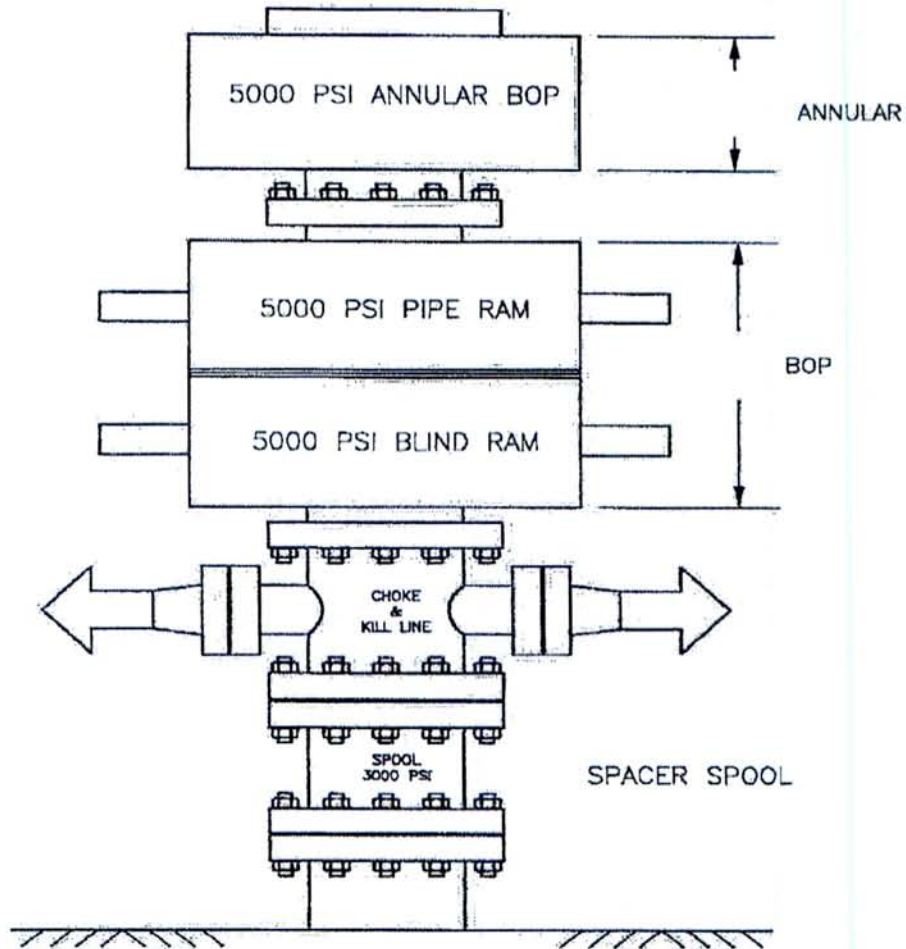 5000 PSI ANNULAR BOP
ANNULAR
5000 PSI PIPE RAM
BOP
5000 PSI BLIND RAM
CHOKE
&
KILL LINE
SPOOL
3000 PSI
SPACER SPOOL